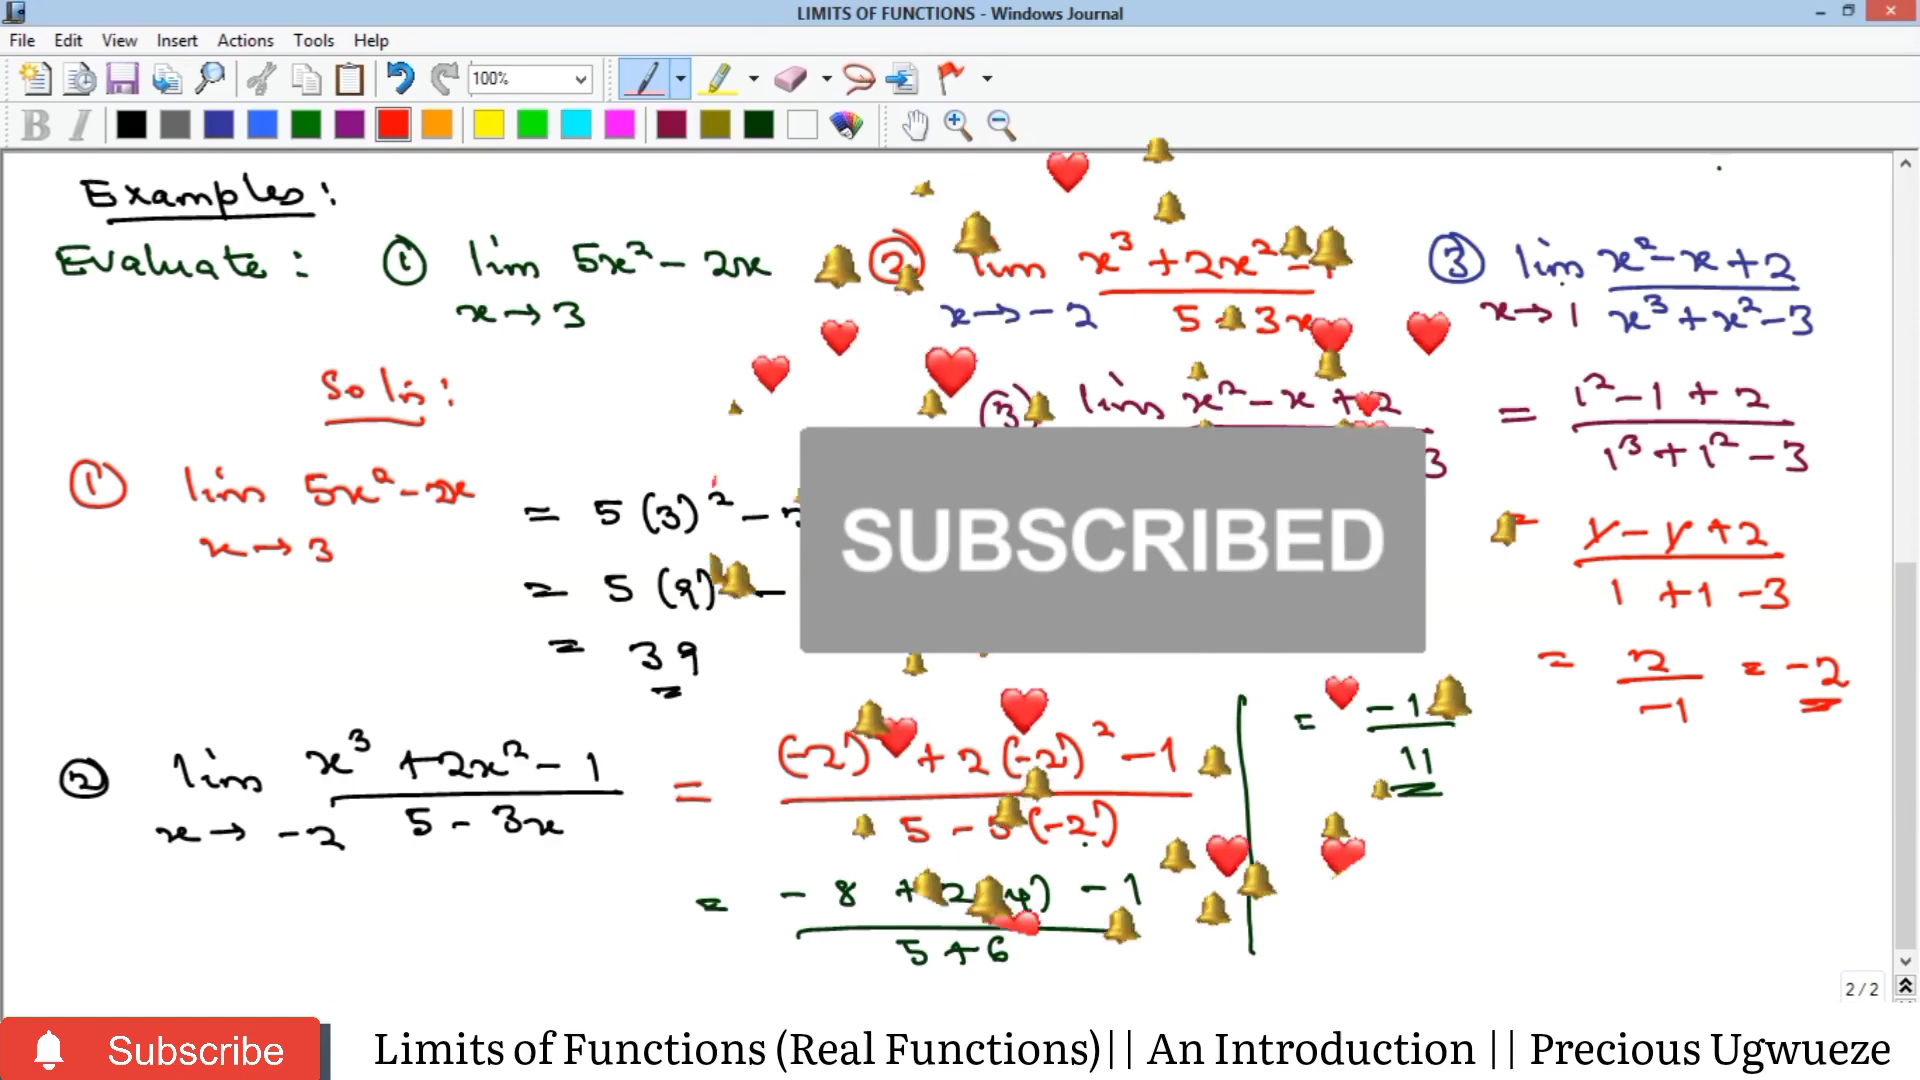 LIMITS OF FUNCTIONS - Windows Journal
File Edit View Insert Actions Tools Help
100%
B I
Examples:
Evaluate: ① lim 5x² - 2x
x → 3
② lim x³ + 2x² -
x → -2 5 3x
③ lim x² - x + 2
x → 1 x³ + x² - 3
Soln:
① lim 5x² - 2x
x → 3
= 5(3)² -
= 5(9) -
= 39
③ lim x² - x + 2
3
= 1² - 1 + 2
1³ + 1² - 3
= 1 - 1 + 2
1 + 1 - 3
= 2 = -2
-1
SUBSCRIBED
② lim x³ + 2x² - 1
x → -2 5 - 3x
= (-2) + 2(-2)² - 1
5 - (-2)
= -8 + 2(4) - 1
5 + 6
= -1
11
2 / 2
Subscribe
Limits of Functions (Real Functions)|| An Introduction || Precious Ugwueze